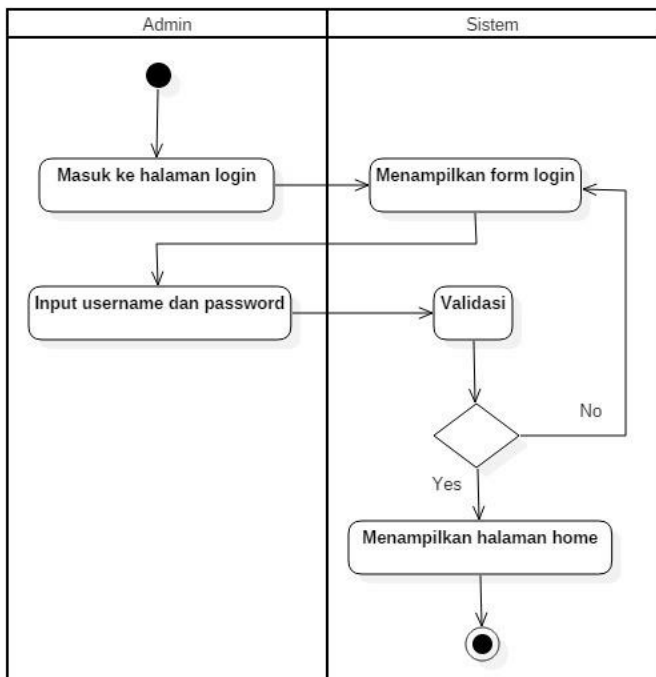 Admin
Sistem
Masuk ke halaman login
Menampilkan form login
Input username dan password
Validasi
No
Yes
Menampilkan halaman home